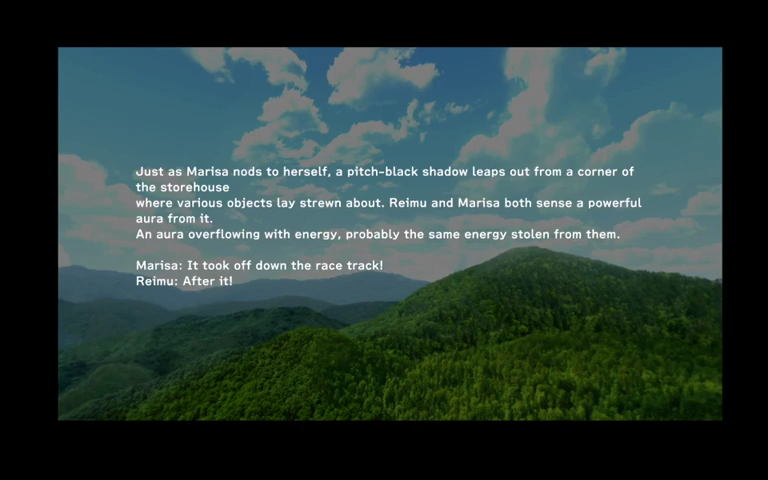 Just as Marisa nods to herself, a pitch-black shadow leaps out from a corner of
the storehouse
where various objects lay strewn about. Reimu and Marisa both sense a powerful
aura from it.
An aura overflowing with energy, probably the same energy stolen from them.
Marisa: It took off down the race track!
Reimu: After it!